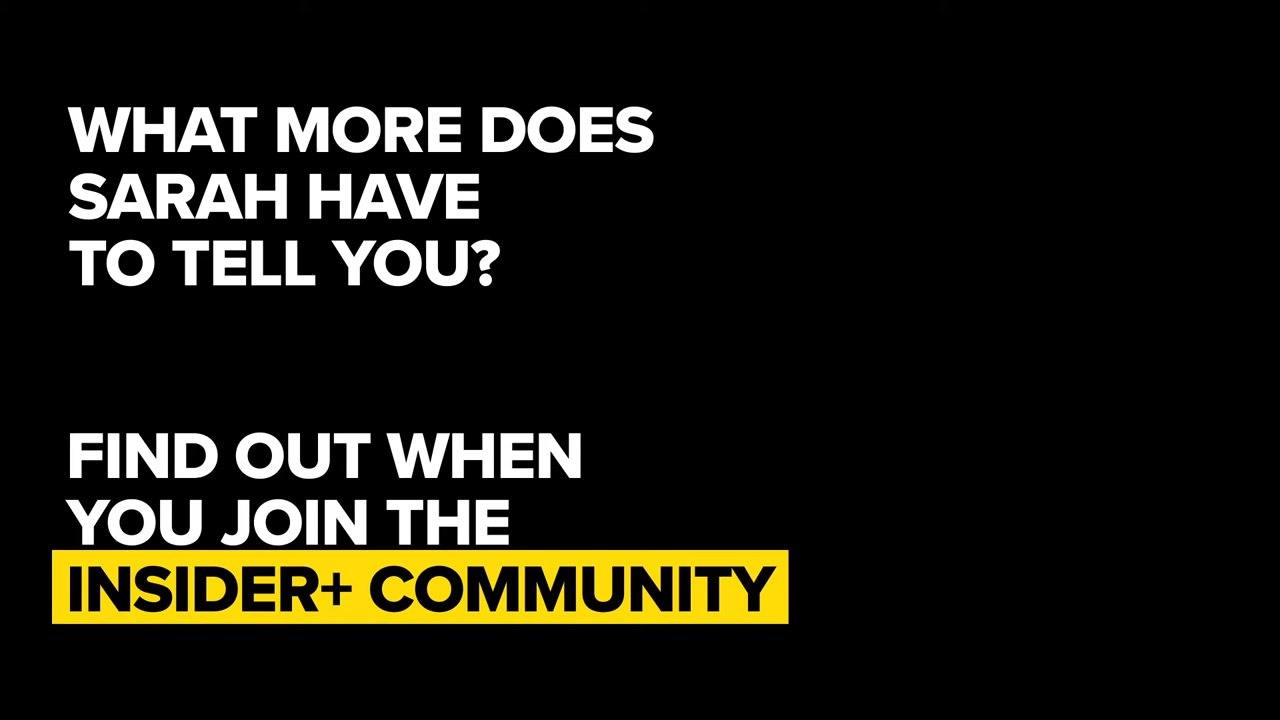 WHAT MORE DOES
SARAH HAVE
TO TELL YOU?
FIND OUT WHEN
YOU JOIN THE
INSIDER+ COMMUNITY